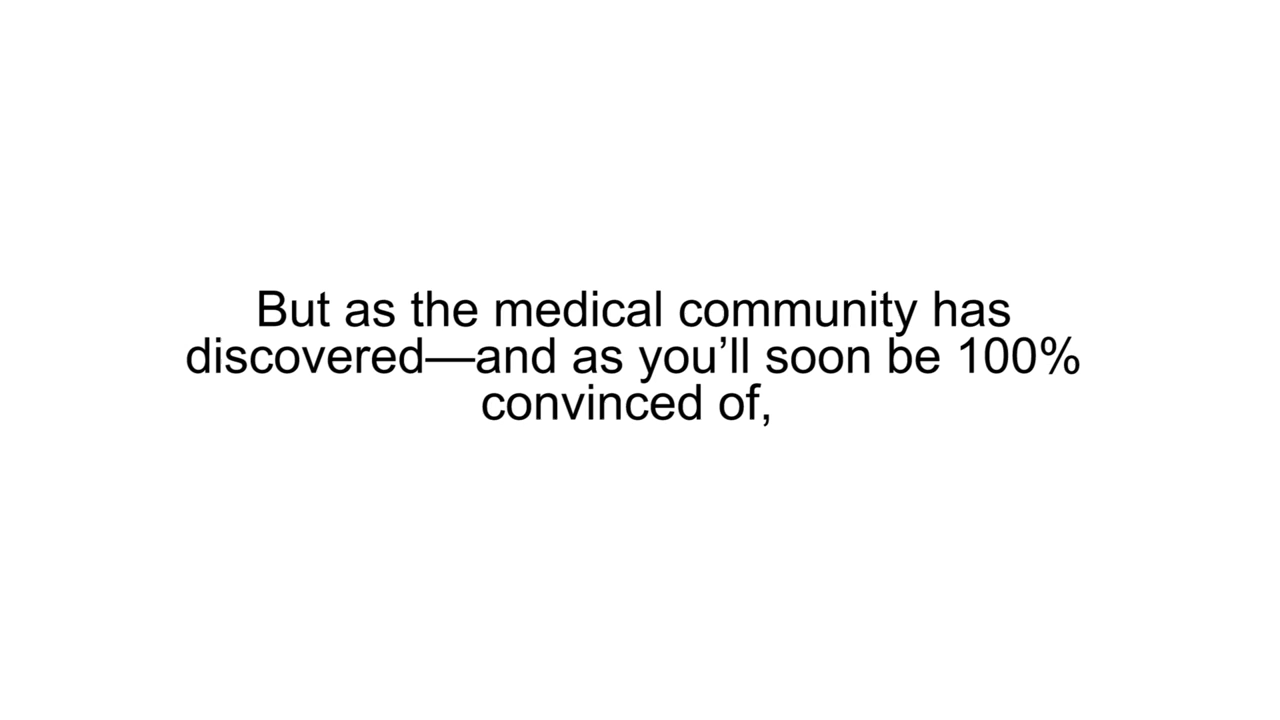 But as the medical community has
discovered—and as you’ll soon be 100%
convinced of,